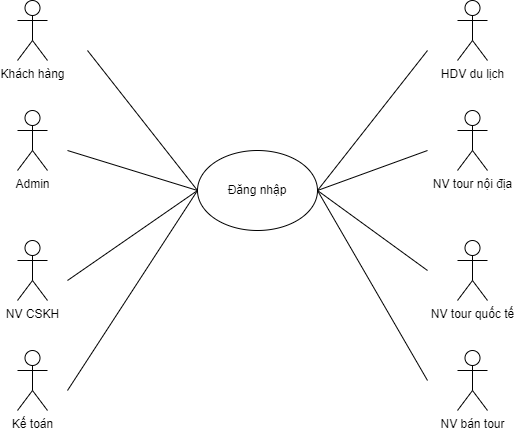 Khách hàng
HDV du lịch
Admin
NV tour nội địa
Đăng nhập
NV CSKH
NV tour quốc tế
Kế toán
NV bán tour